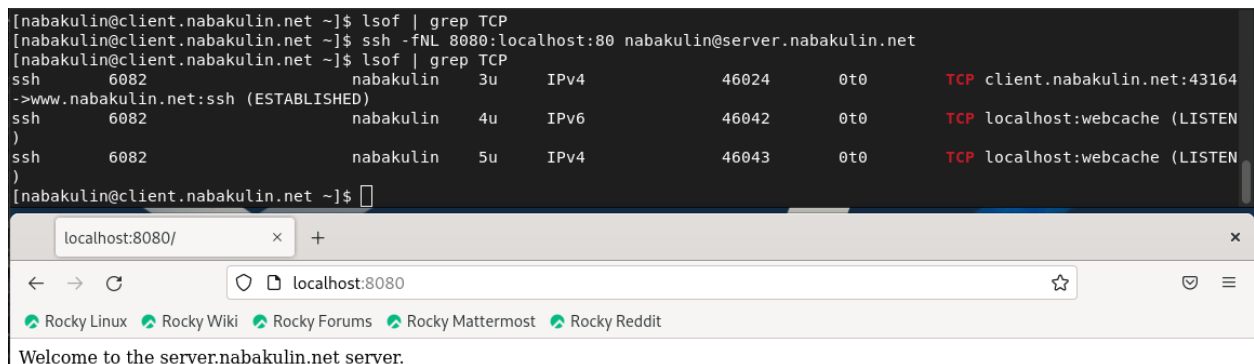 [nabakulin@client.nabakulin.net ~]$ lsof | grep TCP
[nabakulin@client.nabakulin.net ~]$ ssh -fNL 8080:localhost:80 nabakulin@server.nabakulin.net
[nabakulin@client.nabakulin.net ~]$ lsof | grep TCP
ssh 6082 nabakulin 3u IPv4 46024 0t0 TCP client.nabakulin.net:43164
->www.nabakulin.net:ssh (ESTABLISHED)
ssh 6082 nabakulin 4u IPv6 46042 0t0 TCP localhost:webcache (LISTEN
)
ssh 6082 nabakulin 5u IPv4 46043 0t0 TCP localhost:webcache (LISTEN
)
[nabakulin@client.nabakulin.net ~]$
localhost:8080/
localhost:8080
Rocky Linux Rocky Wiki Rocky Forums Rocky Mattermost Rocky Reddit
Welcome to the server.nabakulin.net server.